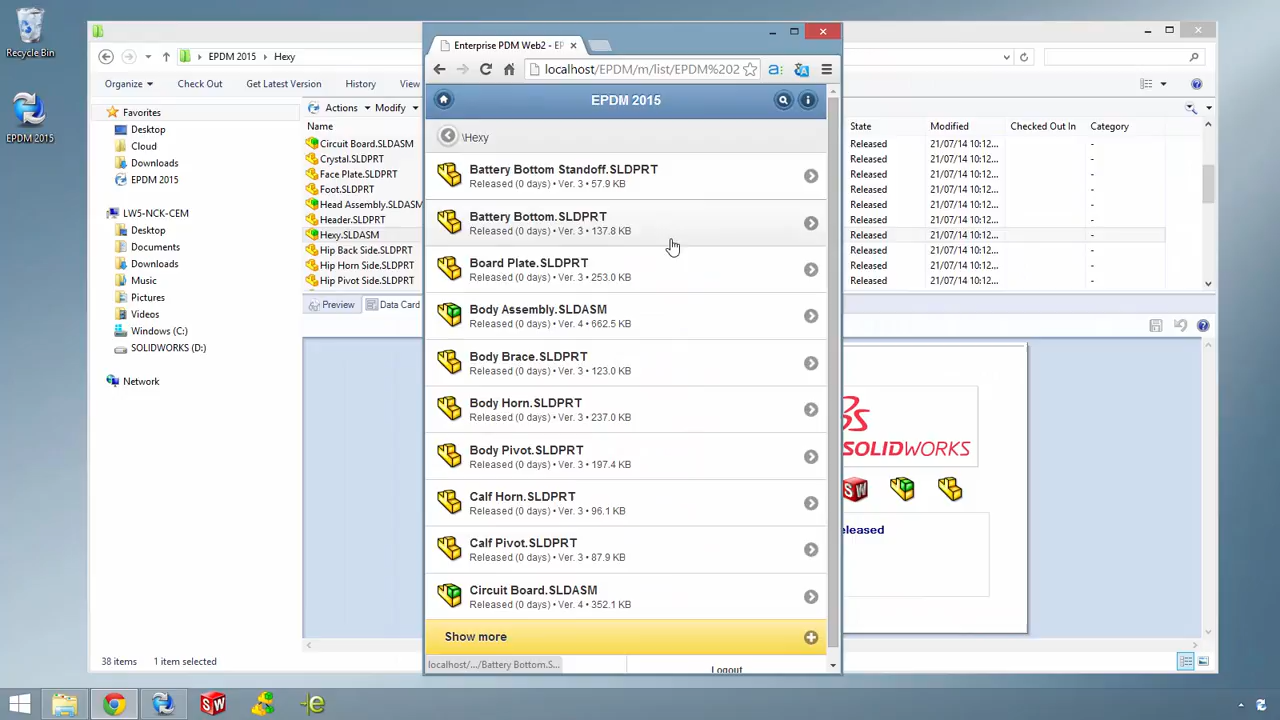 Recycle Bin
EPDM 2015
EPDM 2015 Hexy
Organize Check Out Get Latest Version History View
Favorites
Desktop
Cloud
Downloads
EPDM 2015
LW5-NCK-CEM
Desktop
Documents
Downloads
Music
Pictures
Videos
Windows (C:)
SOLIDWORKS (D:)
Network
38 items 1 item selected
Actions Modify
Name
Circuit Board.SLDASM
Crystal.SLDPRT
Face Plate.SLDPRT
Foot.SLDPRT
Head Assembly.SLDASM
Header.SLDPRT
Hexy.SLDASM
Hip Back Side.SLDPRT
Hip Horn Side.SLDPRT
Hip Pivot Side.SLDPRT
Preview Data Card
Enterprise PDM Web2 - EP
localhost/EPDM/m/list/EPDM%202
EPDM 2015
\Hexy
Battery Bottom Standoff.SLDPRT
Released (0 days) • Ver. 3 • 57.9 KB
Battery Bottom.SLDPRT
Released (0 days) • Ver. 3 • 137.8 KB
Board Plate.SLDPRT
Released (0 days) • Ver. 3 • 253.0 KB
Body Assembly.SLDASM
Released (0 days) • Ver. 4 • 662.5 KB
Body Brace.SLDPRT
Released (0 days) • Ver. 3 • 123.0 KB
Body Horn.SLDPRT
Released (0 days) • Ver. 3 • 237.0 KB
Body Pivot.SLDPRT
Released (0 days) • Ver. 3 • 197.4 KB
Calf Horn.SLDPRT
Released (0 days) • Ver. 3 • 96.1 KB
Calf Pivot.SLDPRT
Released (0 days) • Ver. 3 • 87.9 KB
Circuit Board.SLDASM
Released (0 days) • Ver. 4 • 352.1 KB
Show more
localhost/.../Battery Bottom.S...
Logout
State Modified Checked Out In Category
Released 21/07/14 10:12... -
Released 21/07/14 10:12... -
Released 21/07/14 10:12... -
Released 21/07/14 10:12... -
Released 21/07/14 10:12... -
Released 21/07/14 10:12... -
Released 21/07/14 10:12... -
Released 21/07/14 10:12... -
Released 21/07/14 10:12... -
Released 21/07/14 10:12... -
SOLIDWORKS
SW
eleased
SW